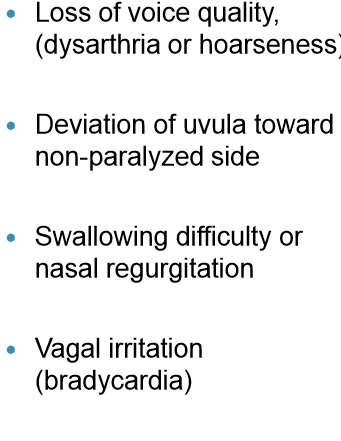 • Loss of voice quality,
(dysarthria or hoarseness)
• Deviation of uvula toward
non-paralyzed side
• Swallowing difficulty or
nasal regurgitation
• Vagal irritation
(bradycardia)